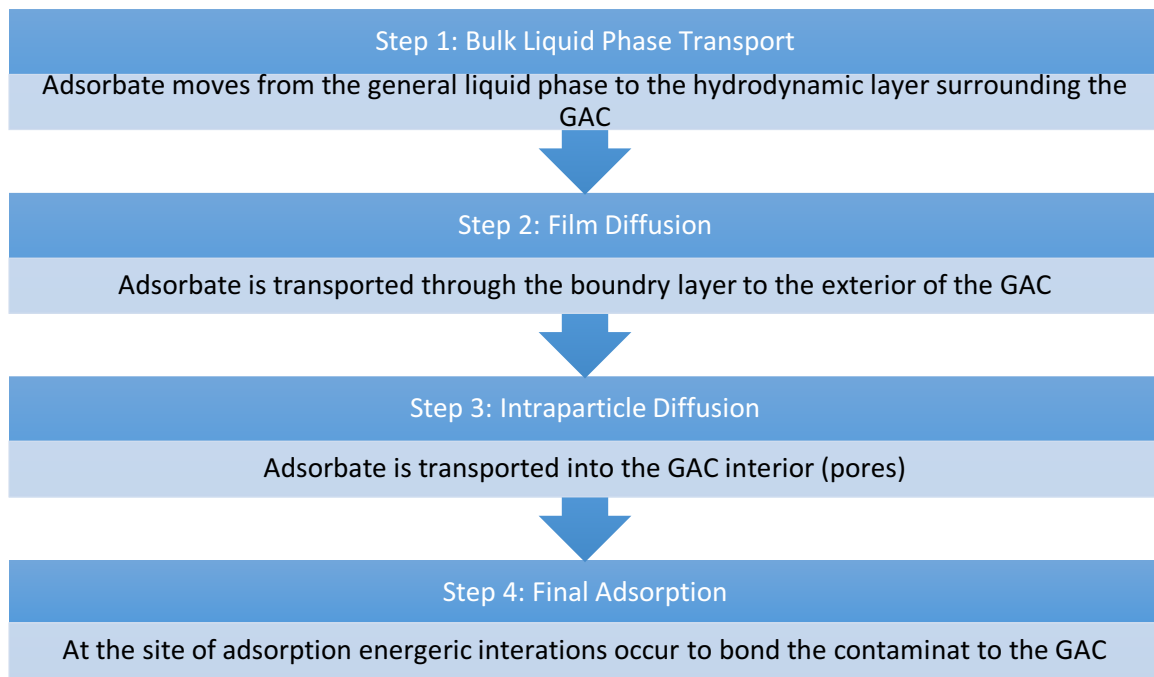 Step 1: Bulk Liquid Phase Transport
Adsorbate moves from the general liquid phase to the hydrodynamic layer surrounding the
GAC
Step 2: Film Diffusion
Adsorbate is transported through the boundry layer to the exterior of the GAC
Step 3: Intraparticle Diffusion
Adsorbate is transported into the GAC interior (pores)
Step 4: Final Adsorption
At the site of adsorption energeric interations occur to bond the contaminat to the GAC